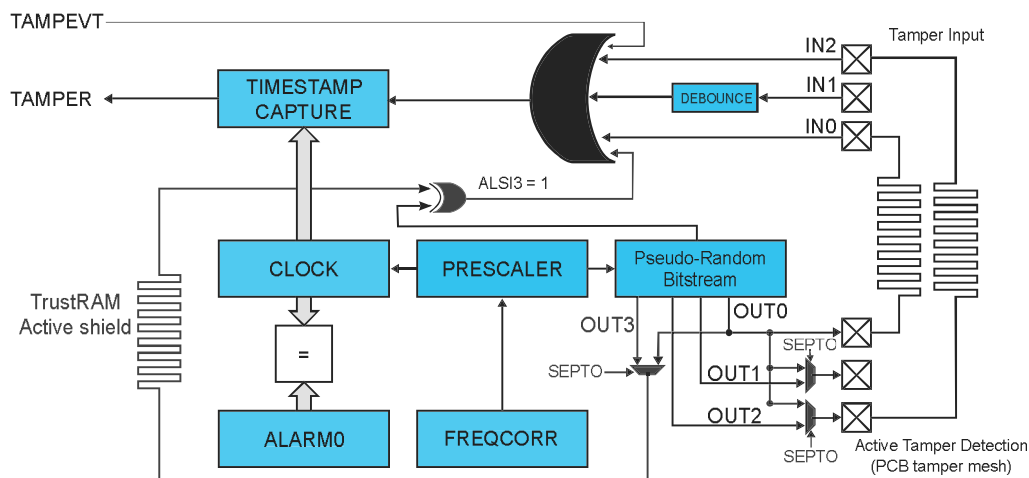 TAMPEVT
Tamper Input
IN2
TIMESTAMP
CAPTURE
TAMPER
DEBOUNCE
IN1
IN0
ALSI3 = 1
CLOCK
PRESCALER
Pseudo-Random
Bitstream
TrustRAM
Active shield
OUT3
OUT0
SEPTO
=
SEPTO
OUT1
OUT2
ALARM0
FREQCORR
SEPTO
Active Tamper Detection
(PCB tamper mesh)